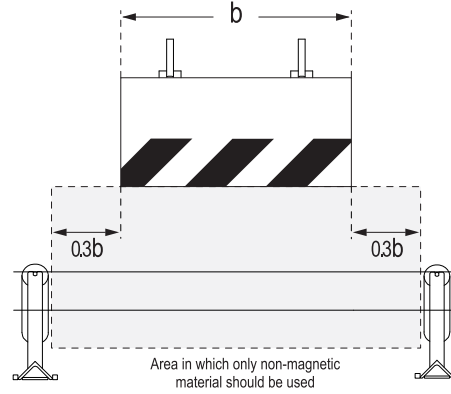 b
0.3b
0.3b
Area in which only non-magnetic
material should be used